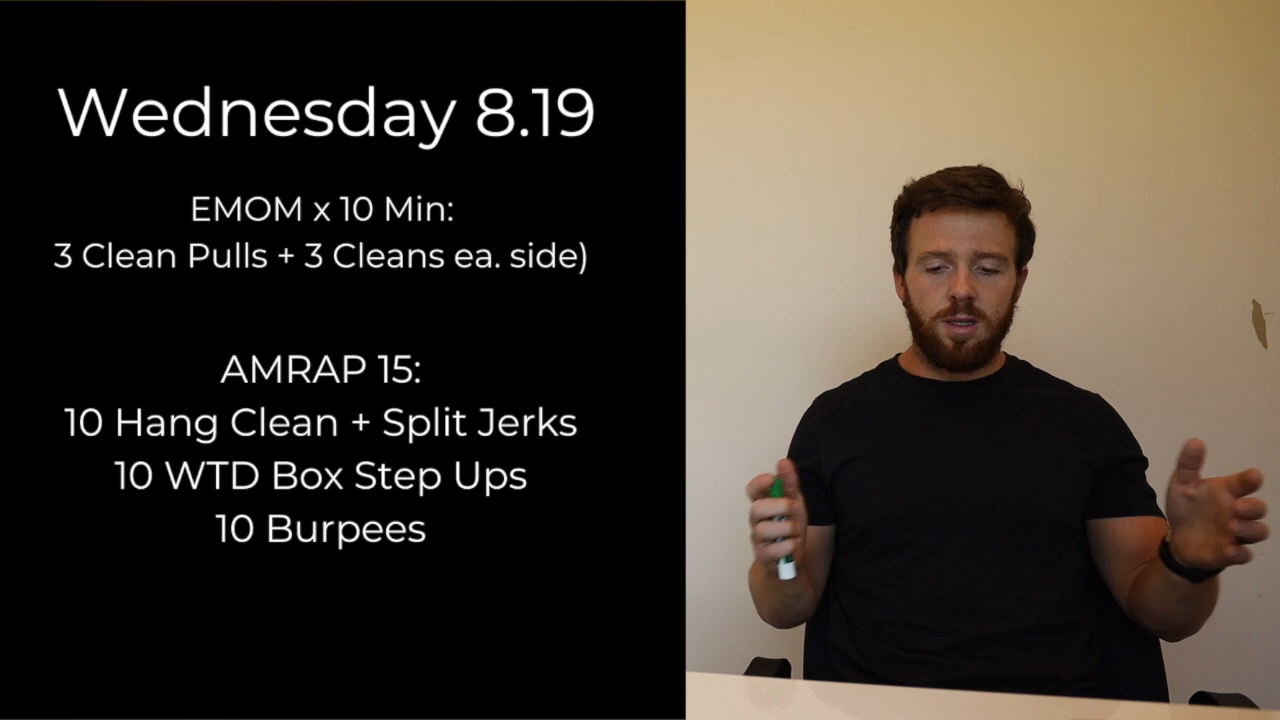 Wednesday 8.19
EMOM x 10 Min:
3 Clean Pulls + 3 Cleans ea. side)
AMRAP 15:
10 Hang Clean + Split Jerks
10 WTD Box Step Ups
10 Burpees